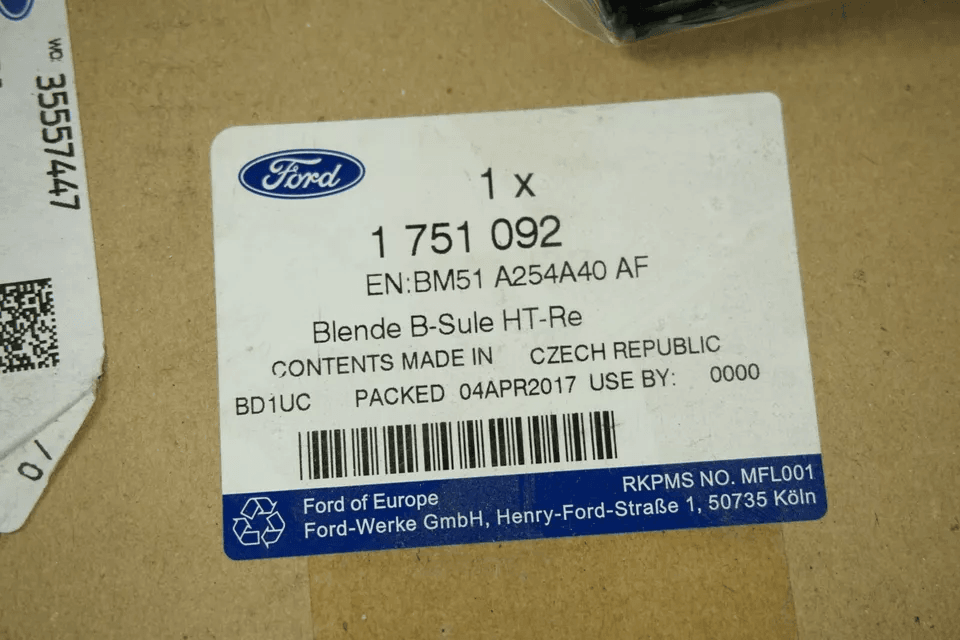 WO: 35557447
Ford
1 x
1 751 092
EN:BM51 A254A40 AF
Blende B-Sule HT-Re
CONTENTS MADE IN CZECH REPUBLIC
BD1UC PACKED 04APR2017 USE BY: 0000
RKPMS NO. MFL001
Ford of Europe
Ford-Werke GmbH, Henry-Ford-Straße 1, 50735 Köln